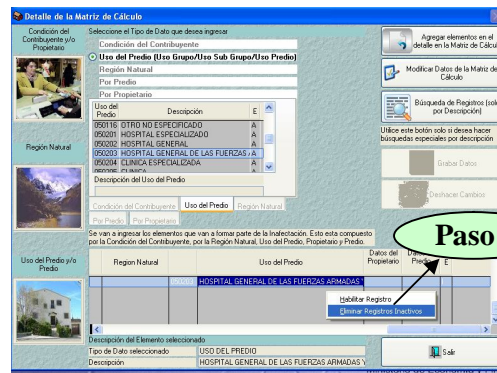 Detalle de la Matriz de Cálculo
Condición del
Contribuyente y/o
Propietario
Seleccione el Tipo de Dato que desea ingresar
Condición del Contribuyente
Uso del Predio (Uso Grupo/Uso Sub Grupo/Uso Predio)
Región Natural
Por Predio
Por Propietario
Uso del
Predio
Descripción
E
050116 OTRO NO ESPECIFICADO A
050201 HOSPITAL ESPECIALIZADO A
050202 HOSPITAL GENERAL A
050203 HOSPITAL GENERAL DE LAS FUERZAS A
050204 CLINICA ESPECIALIZADA A
050205 CLINICA A
Descripción del Uso del Predio
Condición del Contribuyente Uso del Predio Región Natural
Por Predio Por Propietario
Agregar elementos en el
detalle en la Matriz de Cálcul
Modificar Datos de la Matriz de
Cálculo
Búsqueda de Registros (solo
por Descripción)
Utilice este botón solo si desea hacer
búsquedas especiales por descripción
Grabar Datos
Deshacer Cambios
Región Natural
Se van a ingresar los elementos que van a formar parte de la Inafectación. Esto esta compuesto
por la Condición del Contribuyente, por la Región Natural, Uso del Predio, Propietario y Predio.
Paso
Uso del Predio y/o
Predio
Region Natural
Uso del Predio
Datos del
Propietario
Predio
E
050203 HOSPITAL GENERAL DE LAS FUERZAS ARMADAS
Habilitar Registro
Eliminar Registros Inactivos
Descripción del Elemento seleccionado
Tipo de Dato seleccionado USO DEL PREDIO
Descripción HOSPITAL GENERAL DE LAS FUERZAS ARMADAS Y
Salir